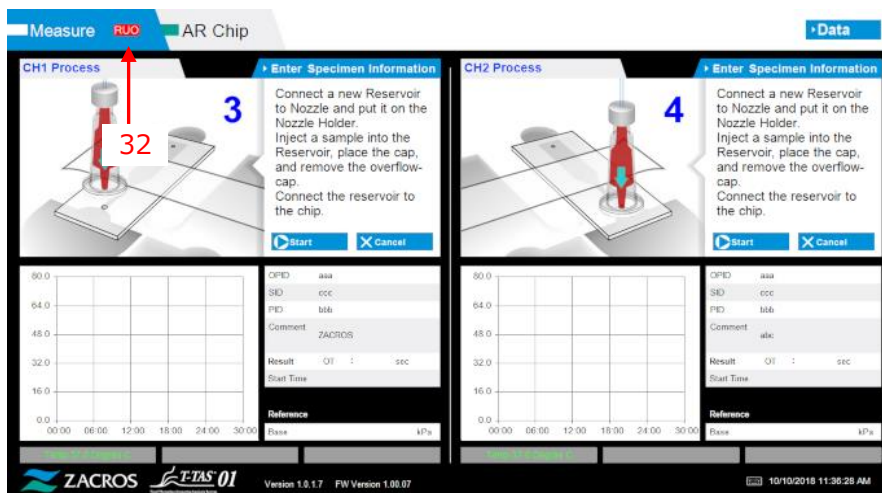 Measure RUO AR Chip Data
32
CH1 Process
Enter Specimen Information
3
Connect a new Reservoir
to Nozzle and put it on the
Nozzle Holder.
Inject a sample into the
Reservoir, place the cap,
and remove the overflow-
cap.
Connect the reservoir to
the chip.
Start Cancel
CH2 Process
Enter Specimen Information
4
Connect a new Reservoir
to Nozzle and put it on the
Nozzle Holder.
Inject a sample into the
Reservoir, place the cap,
and remove the overflow-
cap.
Connect the reservoir to
the chip.
Start Cancel
80.0
64.0
48.0
32.0
16.0
0.0
00:00 06:00 12:00 18:00 24:00 30:00
OPID aaa
SID ccc
PID bbb
Comment
ZACROS
Result OT : sec
Start Time
Reference
Base kPa
80.0
64.0
48.0
32.0
16.0
0.0
00:00 06:00 12:00 18:00 24:00 30:00
OPID aaa
SID ccc
PID bbb
Comment
abc
Result OT : sec
Start Time
Reference
Base kPa
ZACROS T-TAS 01 Version 1.0.1.7 FW Version 1.00.07 10/10/2018 11:36:28 AM